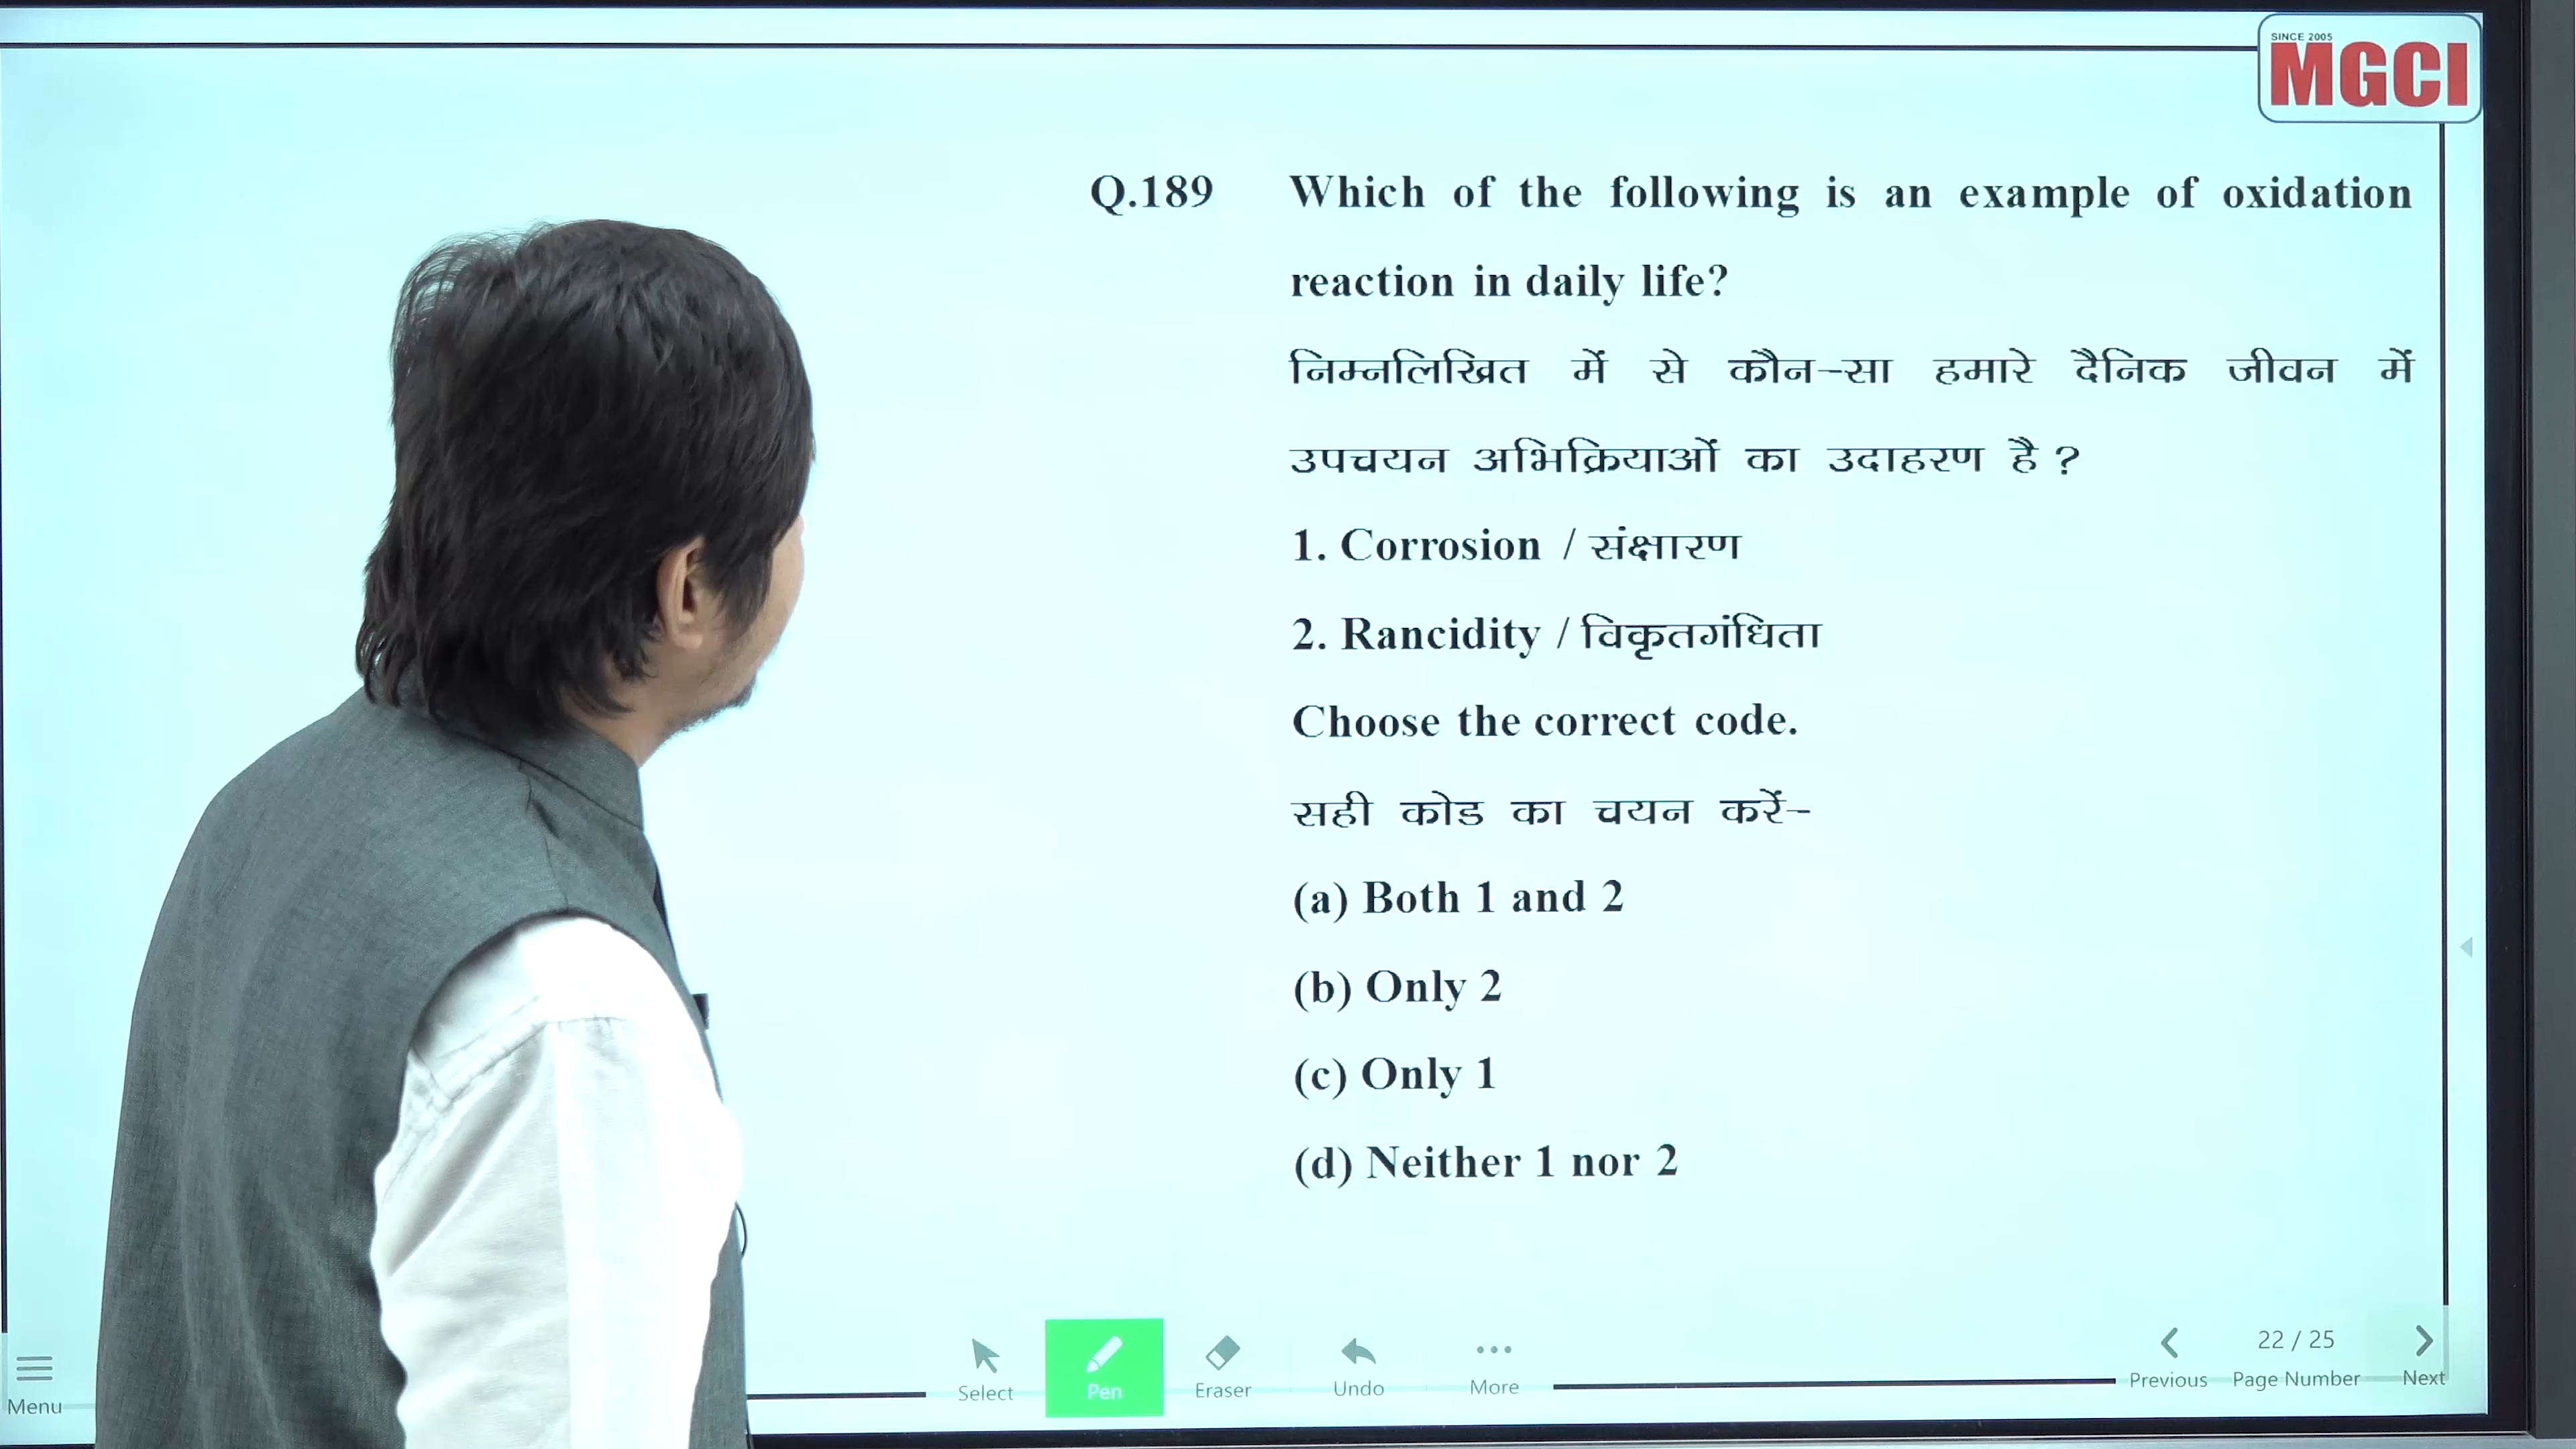 SINCE 2005
MGCI
Q.189 Which of the following is an example of oxidation
reaction in daily life?
निम्नलिखित में से कौन-सा हमारे दैनिक जीवन में
उपचयन अभिक्रियाओं का उदाहरण है ?
1. Corrosion / संक्षारण
2. Rancidity / विकृतगंधिता
Choose the correct code.
सही कोड का चयन करें-
(a) Both 1 and 2
(b) Only 2
(c) Only 1
(d) Neither 1 nor 2
Menu
Select Pen Eraser Undo More
22 / 25
Previous Page Number Next